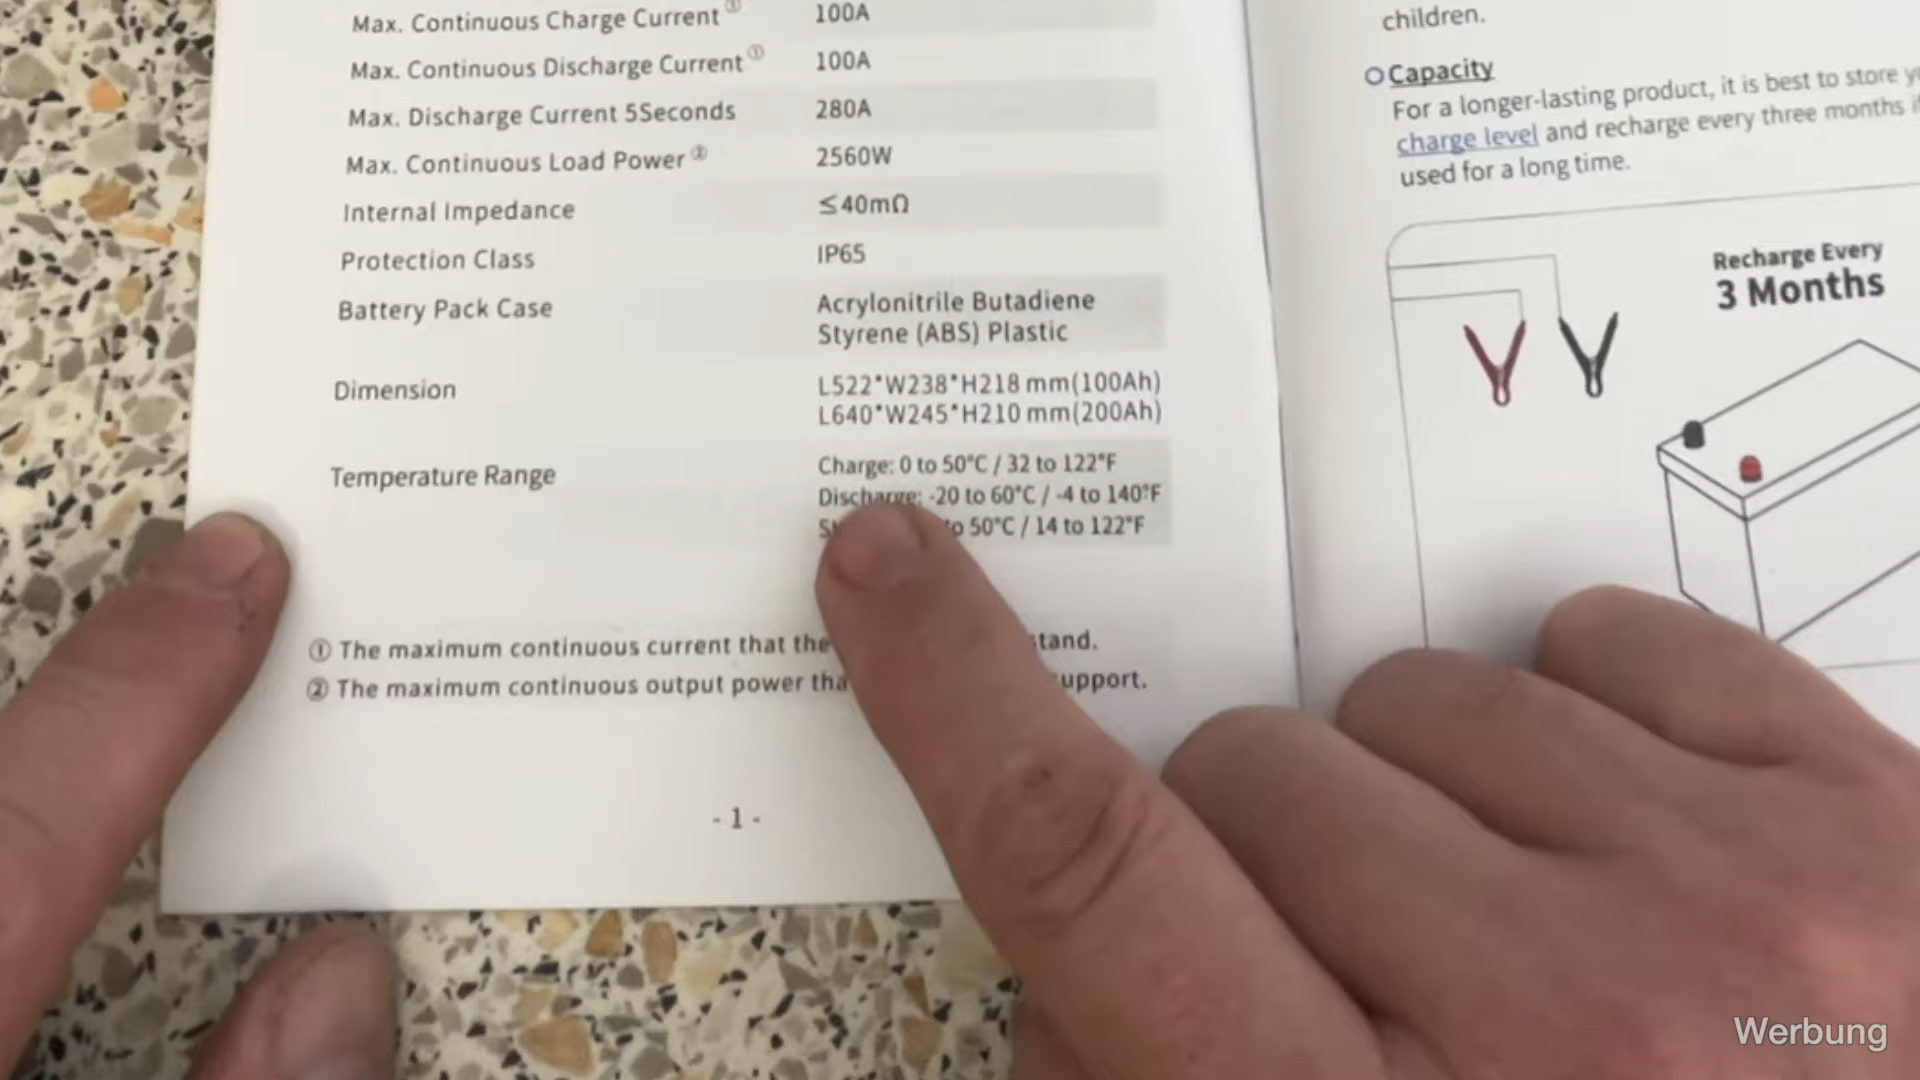 Max. Continuous Charge Current ① 100A
Max. Continuous Discharge Current ① 100A
Max. Discharge Current 5Seconds 280A
Max. Continuous Load Power ② 2560W
Internal Impedance ≤40mΩ
Protection Class IP65
Battery Pack Case Acrylonitrile Butadiene
Styrene (ABS) Plastic
Dimension L522*W238*H218 mm(100Ah)
L640*W245*H210 mm(200Ah)
Temperature Range Charge: 0 to 50°C / 32 to 122°F
Discharge: -20 to 60°C / -4 to 140°F
50°C / 14 to 122°F
① The maximum continuous current that the
② The maximum continuous output power
- 1 -
children.
Capacity
For a longer-lasting product, it is best to store
charge level and recharge every three months
used for a long time.
Recharge Every
3 Months
Werbung